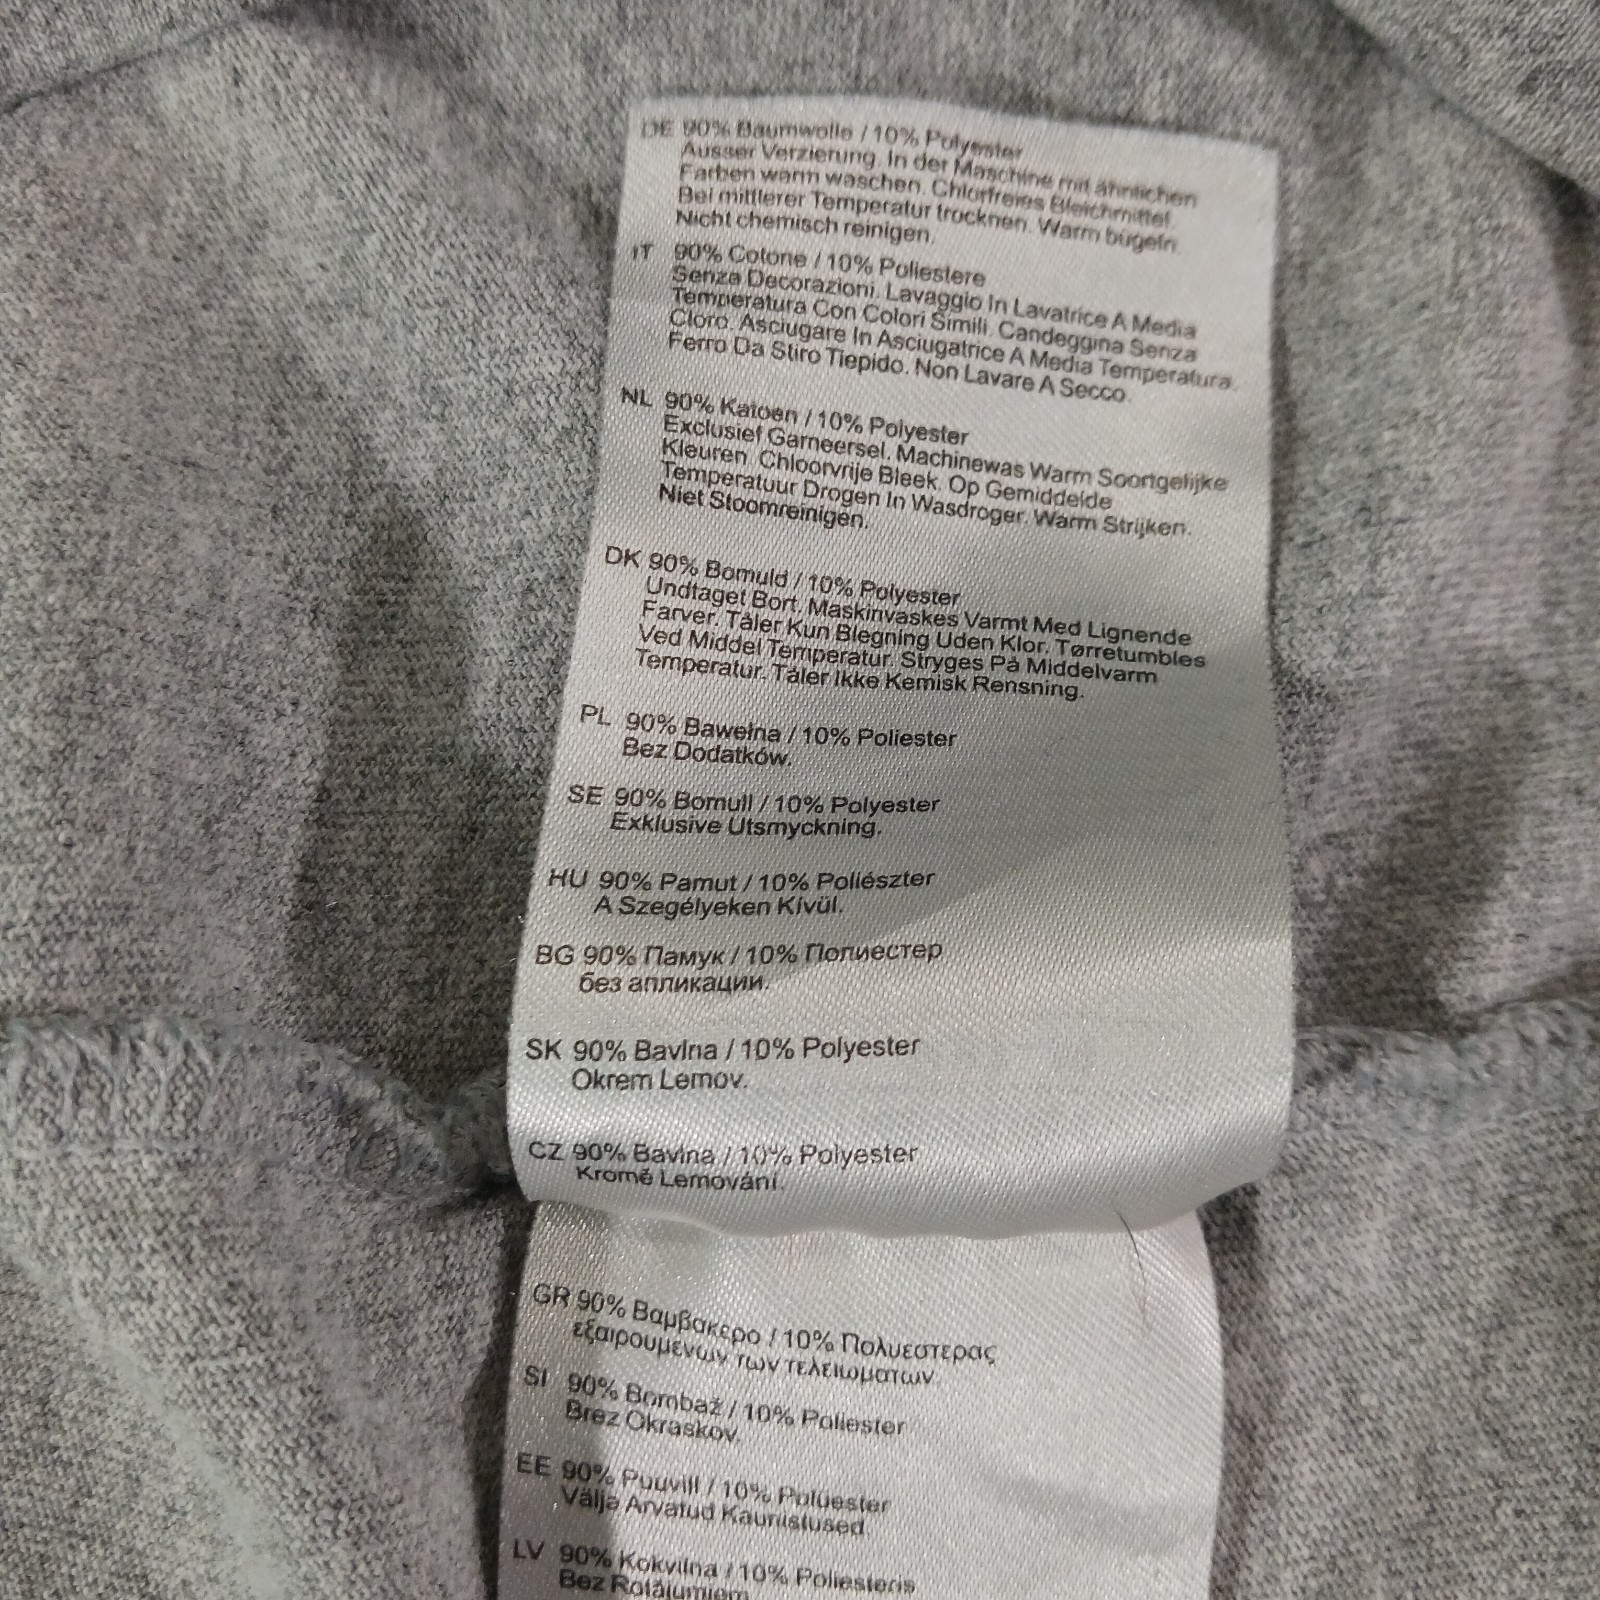 DE 90% Baumwolle / 10% Polyester
Ausser Verzierung. In der Maschine mit ähnlichen
Farben warm waschen. Chlorfreies Bleichmittel.
Bei mittlerer Temperatur trocknen. Warm bügeln.
Nicht chemisch reinigen.
IT 90% Cotone / 10% Poliestere
Senza Decorazioni. Lavaggio In Lavatrice A Media
Temperatura Con Colori Simili. Candeggina Senza
Cloro. Asciugare In Asciugatrice A Media Temperatura.
Ferro Da Stiro Tiepido. Non Lavare A Secco.
NL 90% Katoen / 10% Polyester
Exclusief Garneersel. Machinewas Warm Soortgelijke
Kleuren. Chloorvrije Bleek. Op Gemiddelde
Temperatuur Drogen In Wasdroger. Warm Strijken.
Niet Stoomreinigen.
DK 90% Bomuld / 10% Polyester
Undtaget Bort. Maskinvaskes Varmt Med Lignende
Farver. Tåler Kun Blegning Uden Klor. Tørretumbles
Ved Middel Temperatur. Stryges På Middelvarm
Temperatur. Tåler Ikke Kemisk Rensning.
PL 90% Bawełna / 10% Poliester
Bez Dodatków.
SE 90% Bomull / 10% Polyester
Exklusive Utsmyckning.
HU 90% Pamut / 10% Poliészter
A Szegélyeken Kívül.
BG 90% Памук / 10% Полиестер
без апликации.
SK 90% Bavlna / 10% Polyester
Okrem Lemov.
CZ 90% Bavlna / 10% Polyester
Kromě Lemování.
GR 90% Βαμβακερο / 10% Πολυεστερας
εξαιρουμενων των τελειωματων.
SI 90% Bombaž / 10% Poliester
Brez Okraskov.
EE 90% Puuvill / 10% Polüester
Välja Arvatud Kaunistused.
LV 90% Kokvilna / 10% Poliesteris
Bez Rotājumiem